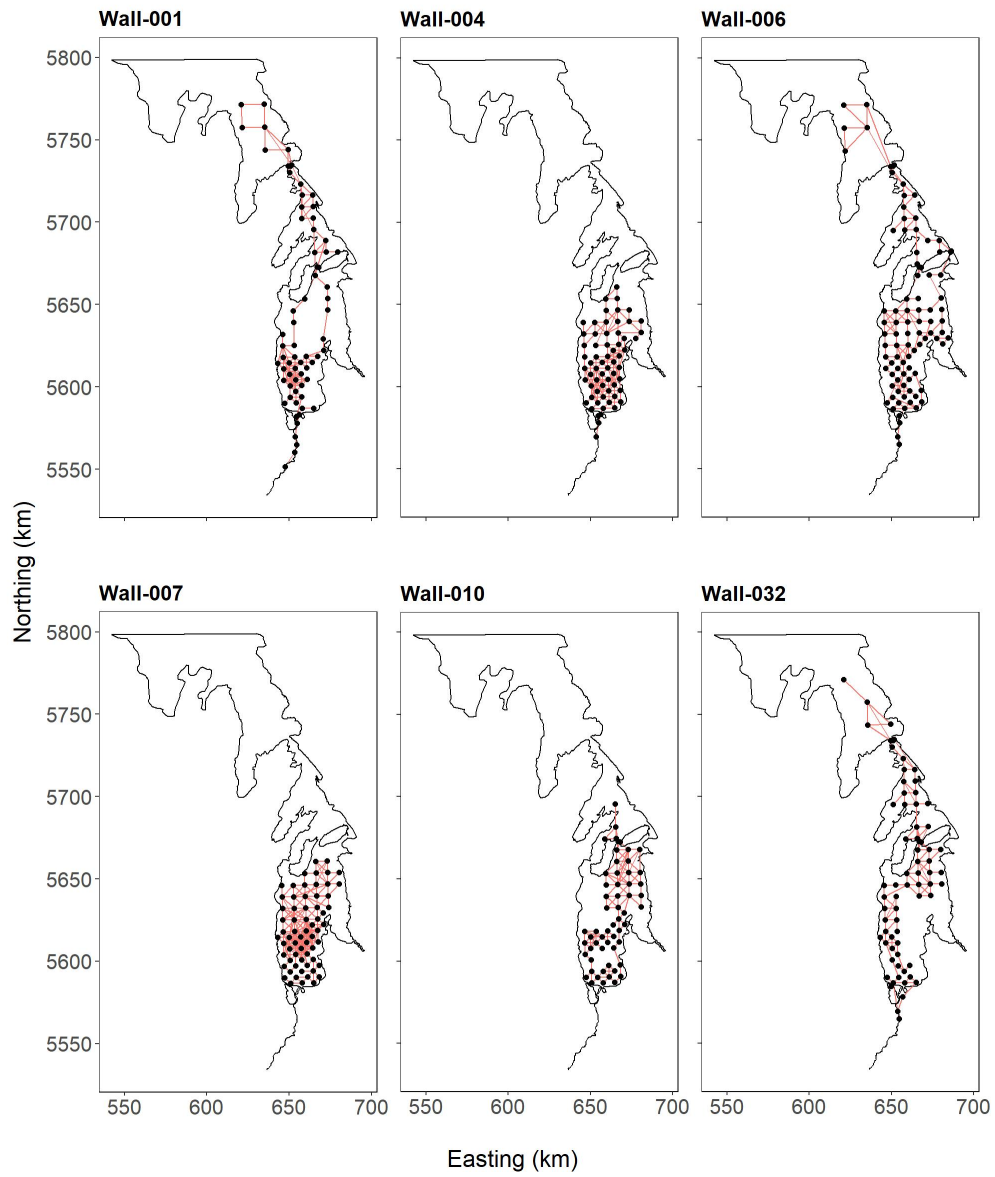 Wall-001 Wall-004 Wall-006
5800
5750
5700
5650
5600
5550
Northing (km)
Wall-007 Wall-010 Wall-032
5800
5750
5700
5650
5600
5550
550 600 650 700 550 600 650 700 550 600 650 700
Easting (km)